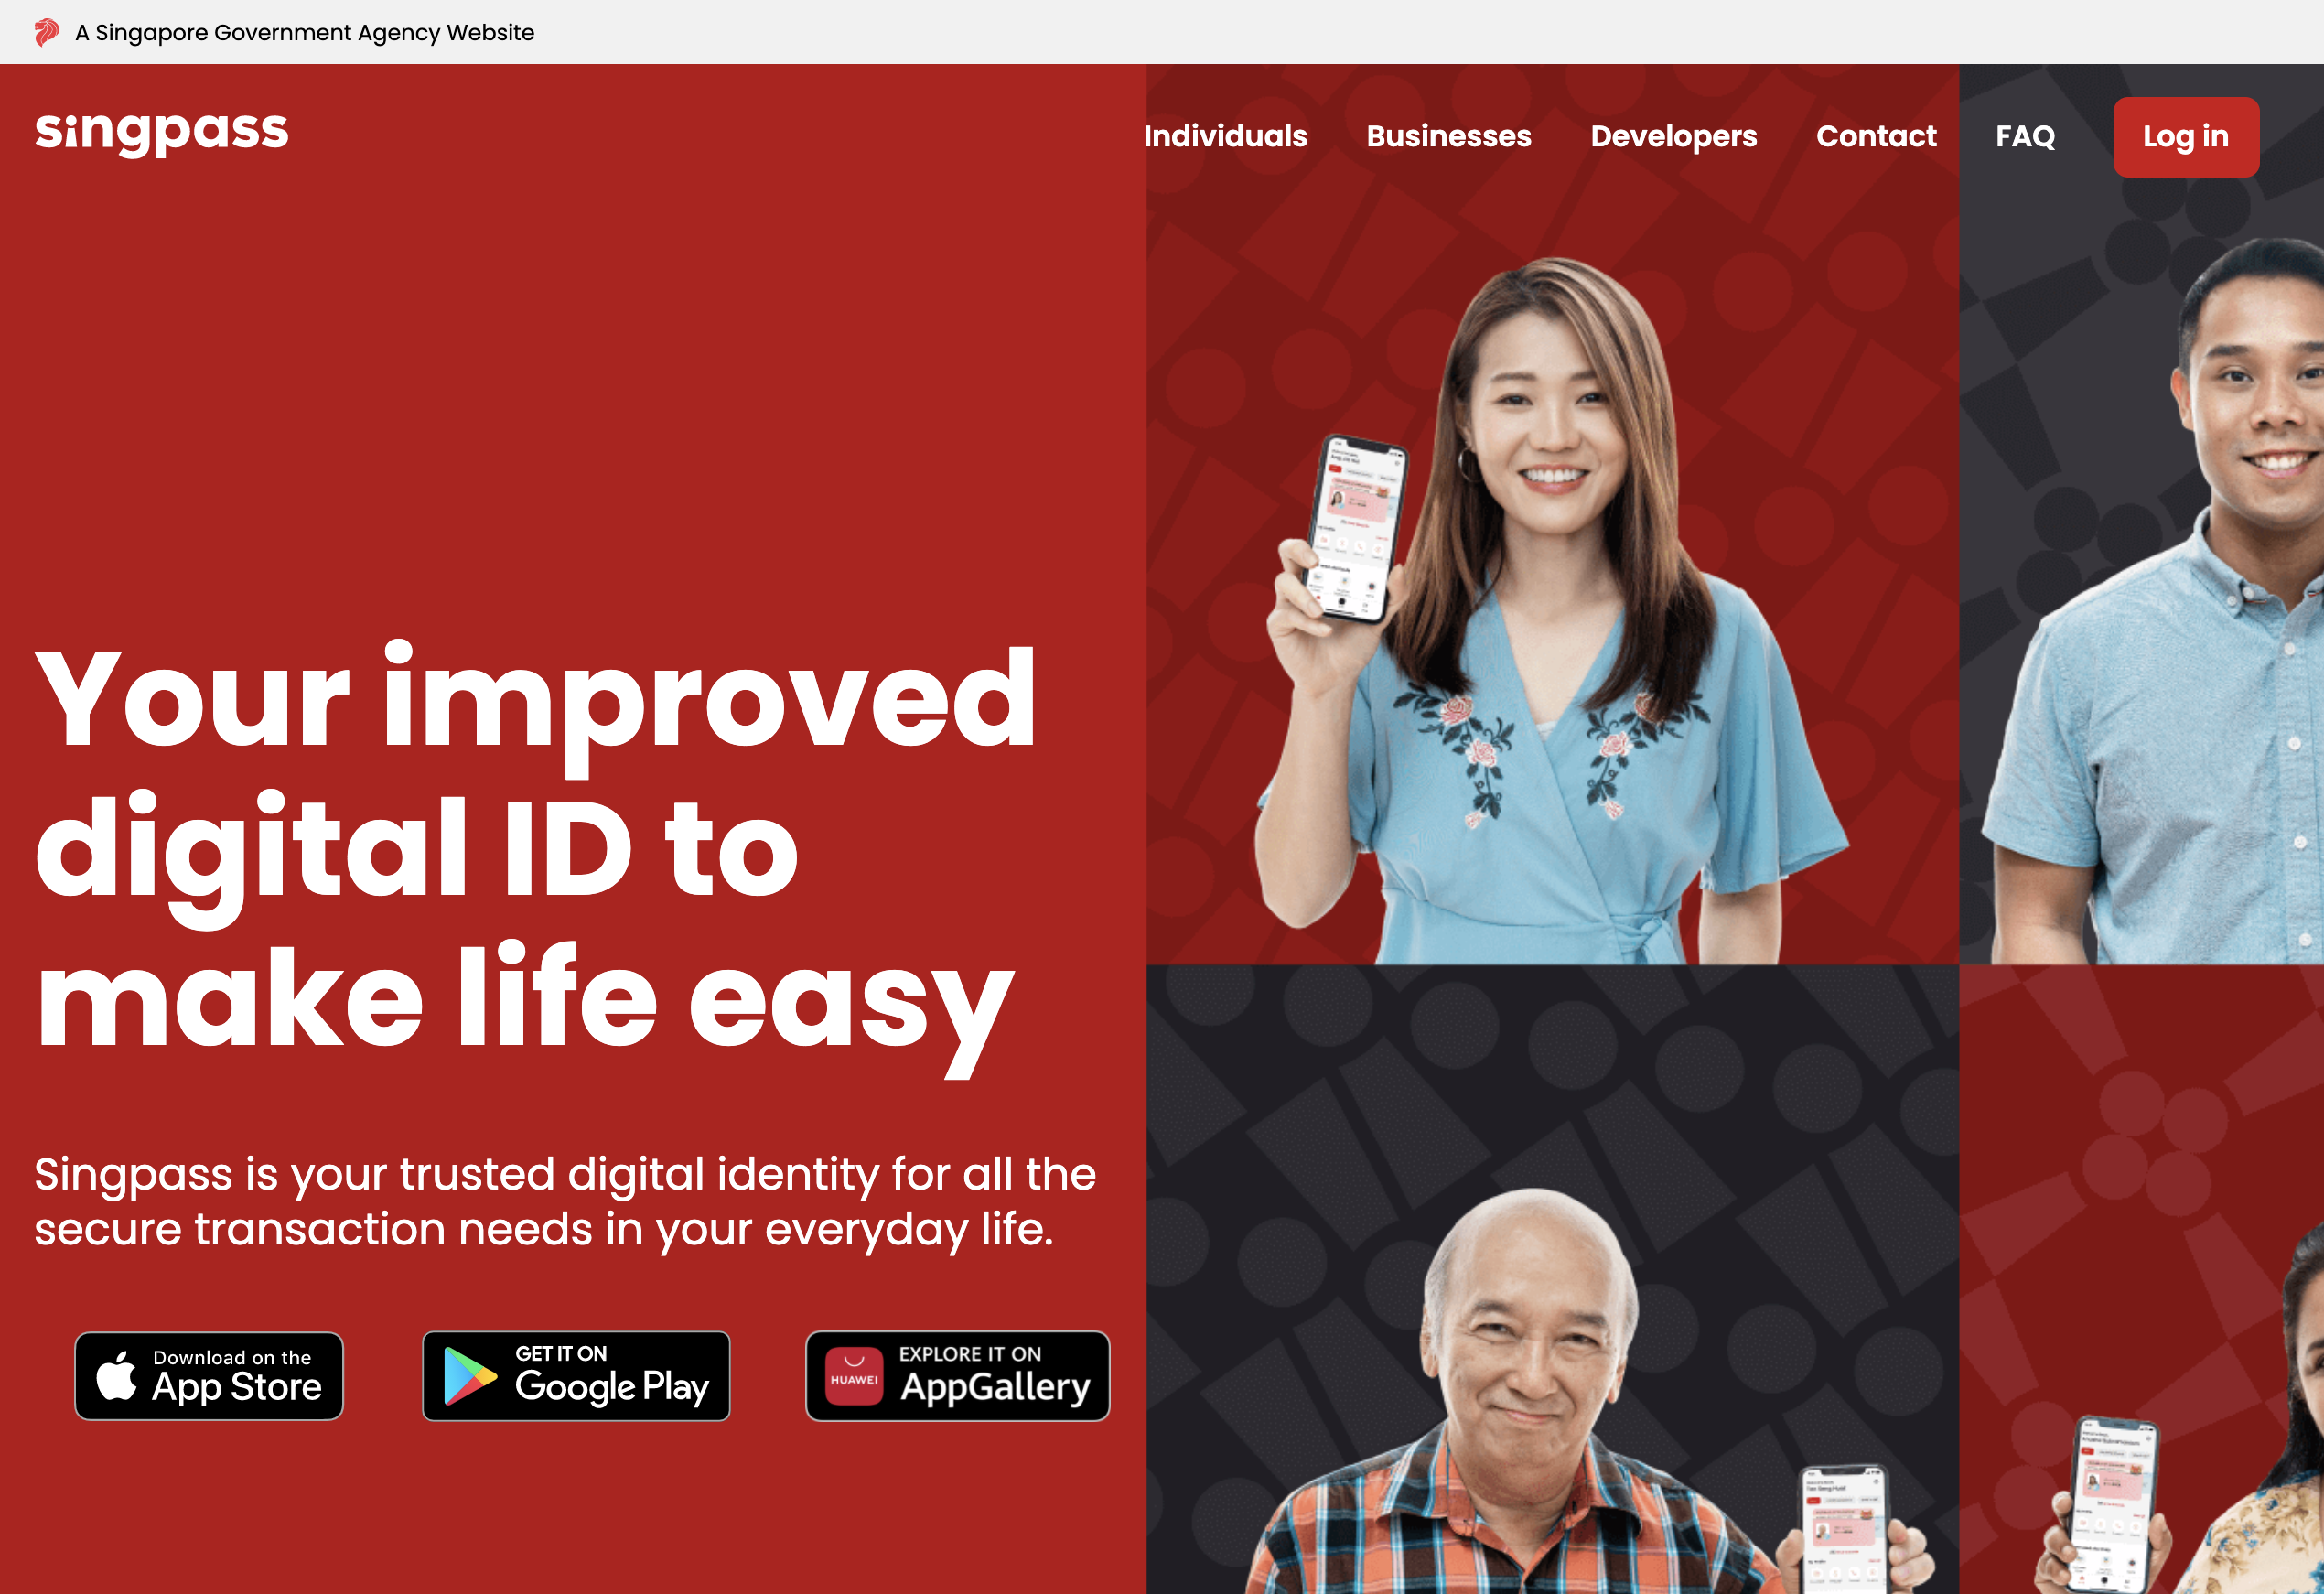 A Singapore Government Agency Website
singpass
Individuals Businesses Developers Contact FAQ Log in
Your improved
digital ID to
make life easy
Singpass is your trusted digital identity for all the
secure transaction needs in your everyday life.
Download on the
App Store
GET IT ON
Google Play
HUAWEI
EXPLORE IT ON
AppGallery